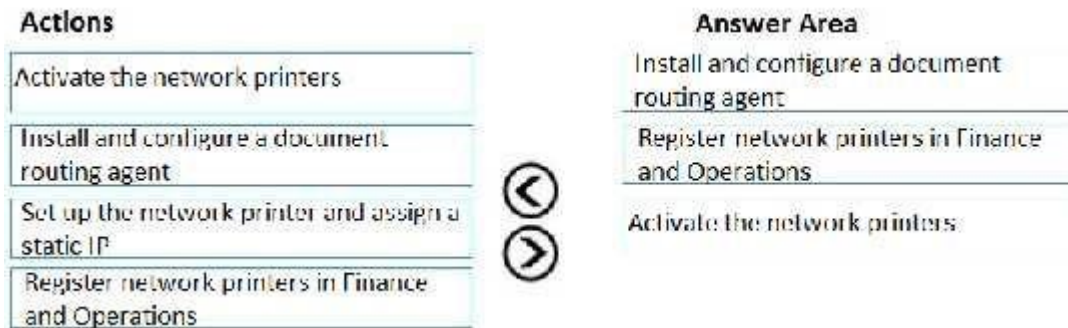 Actions
Activate the network printers
Install and configure a document
routing agent
Set up the network printer and assign a
static IP
Register network printers in Finance
and Operations
Answer Area
Install and configure a document
routing agent
Register network printers in Finance
and Operations
Activate the network printers